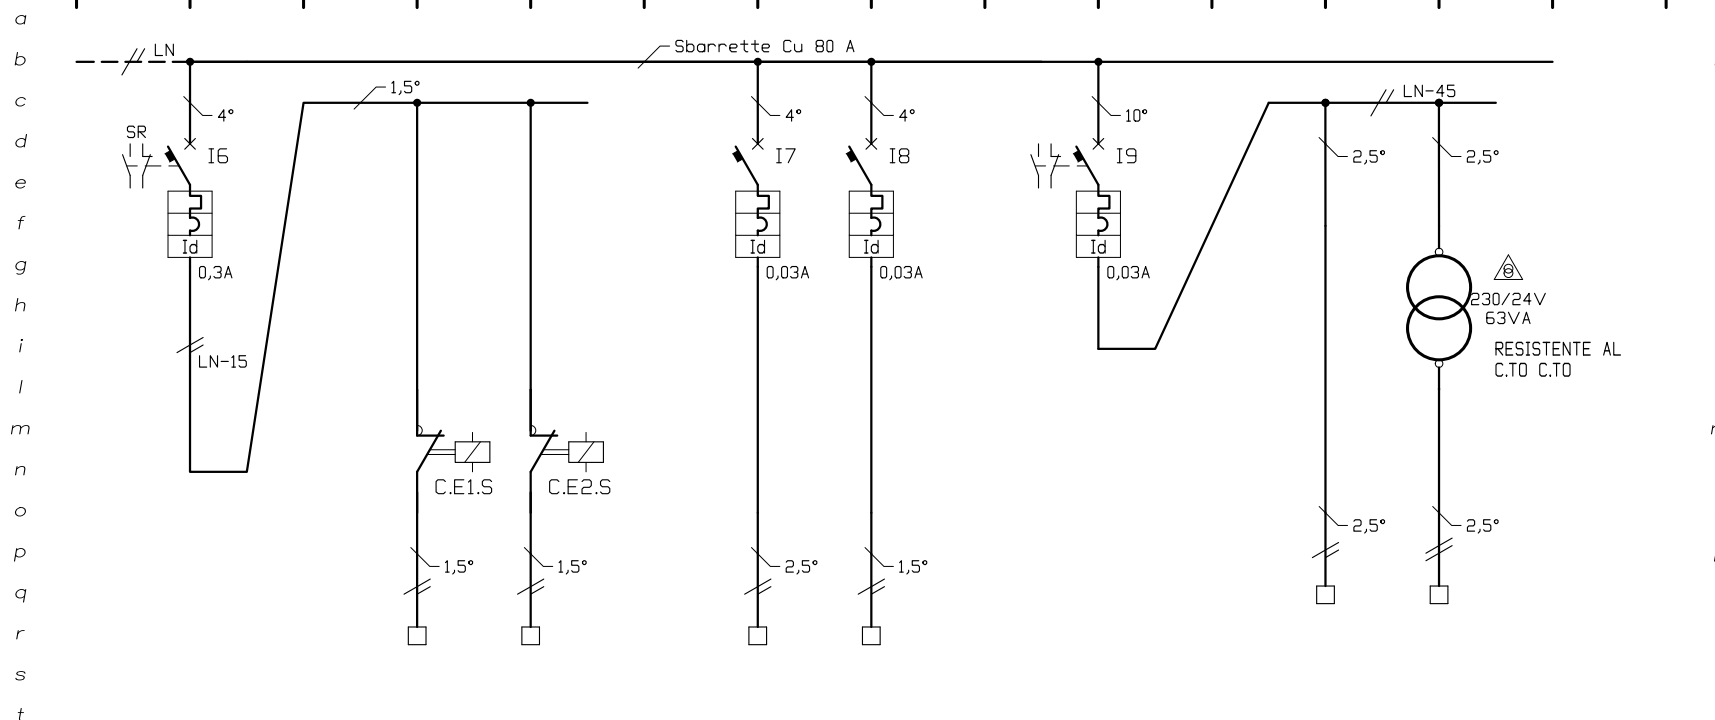 a
b
LN
Sbarrette Cu 80 A
c
1,5°
LN-45
4°
4°
4°
10°
d
SR
I6
I7
I8
I9
2,5°
2,5°
e
f
Id
Id
Id
Id
g
0,3A
0,03A
0,03A
0,03A
h
230/24V
63VA
i
LN-15
RESISTENTE AL
C.TO C.TO
l
m
n
C.E1.S
C.E2.S
o
2,5°
2,5°
p
1,5°
1,5°
2,5°
1,5°
q
r
s
t